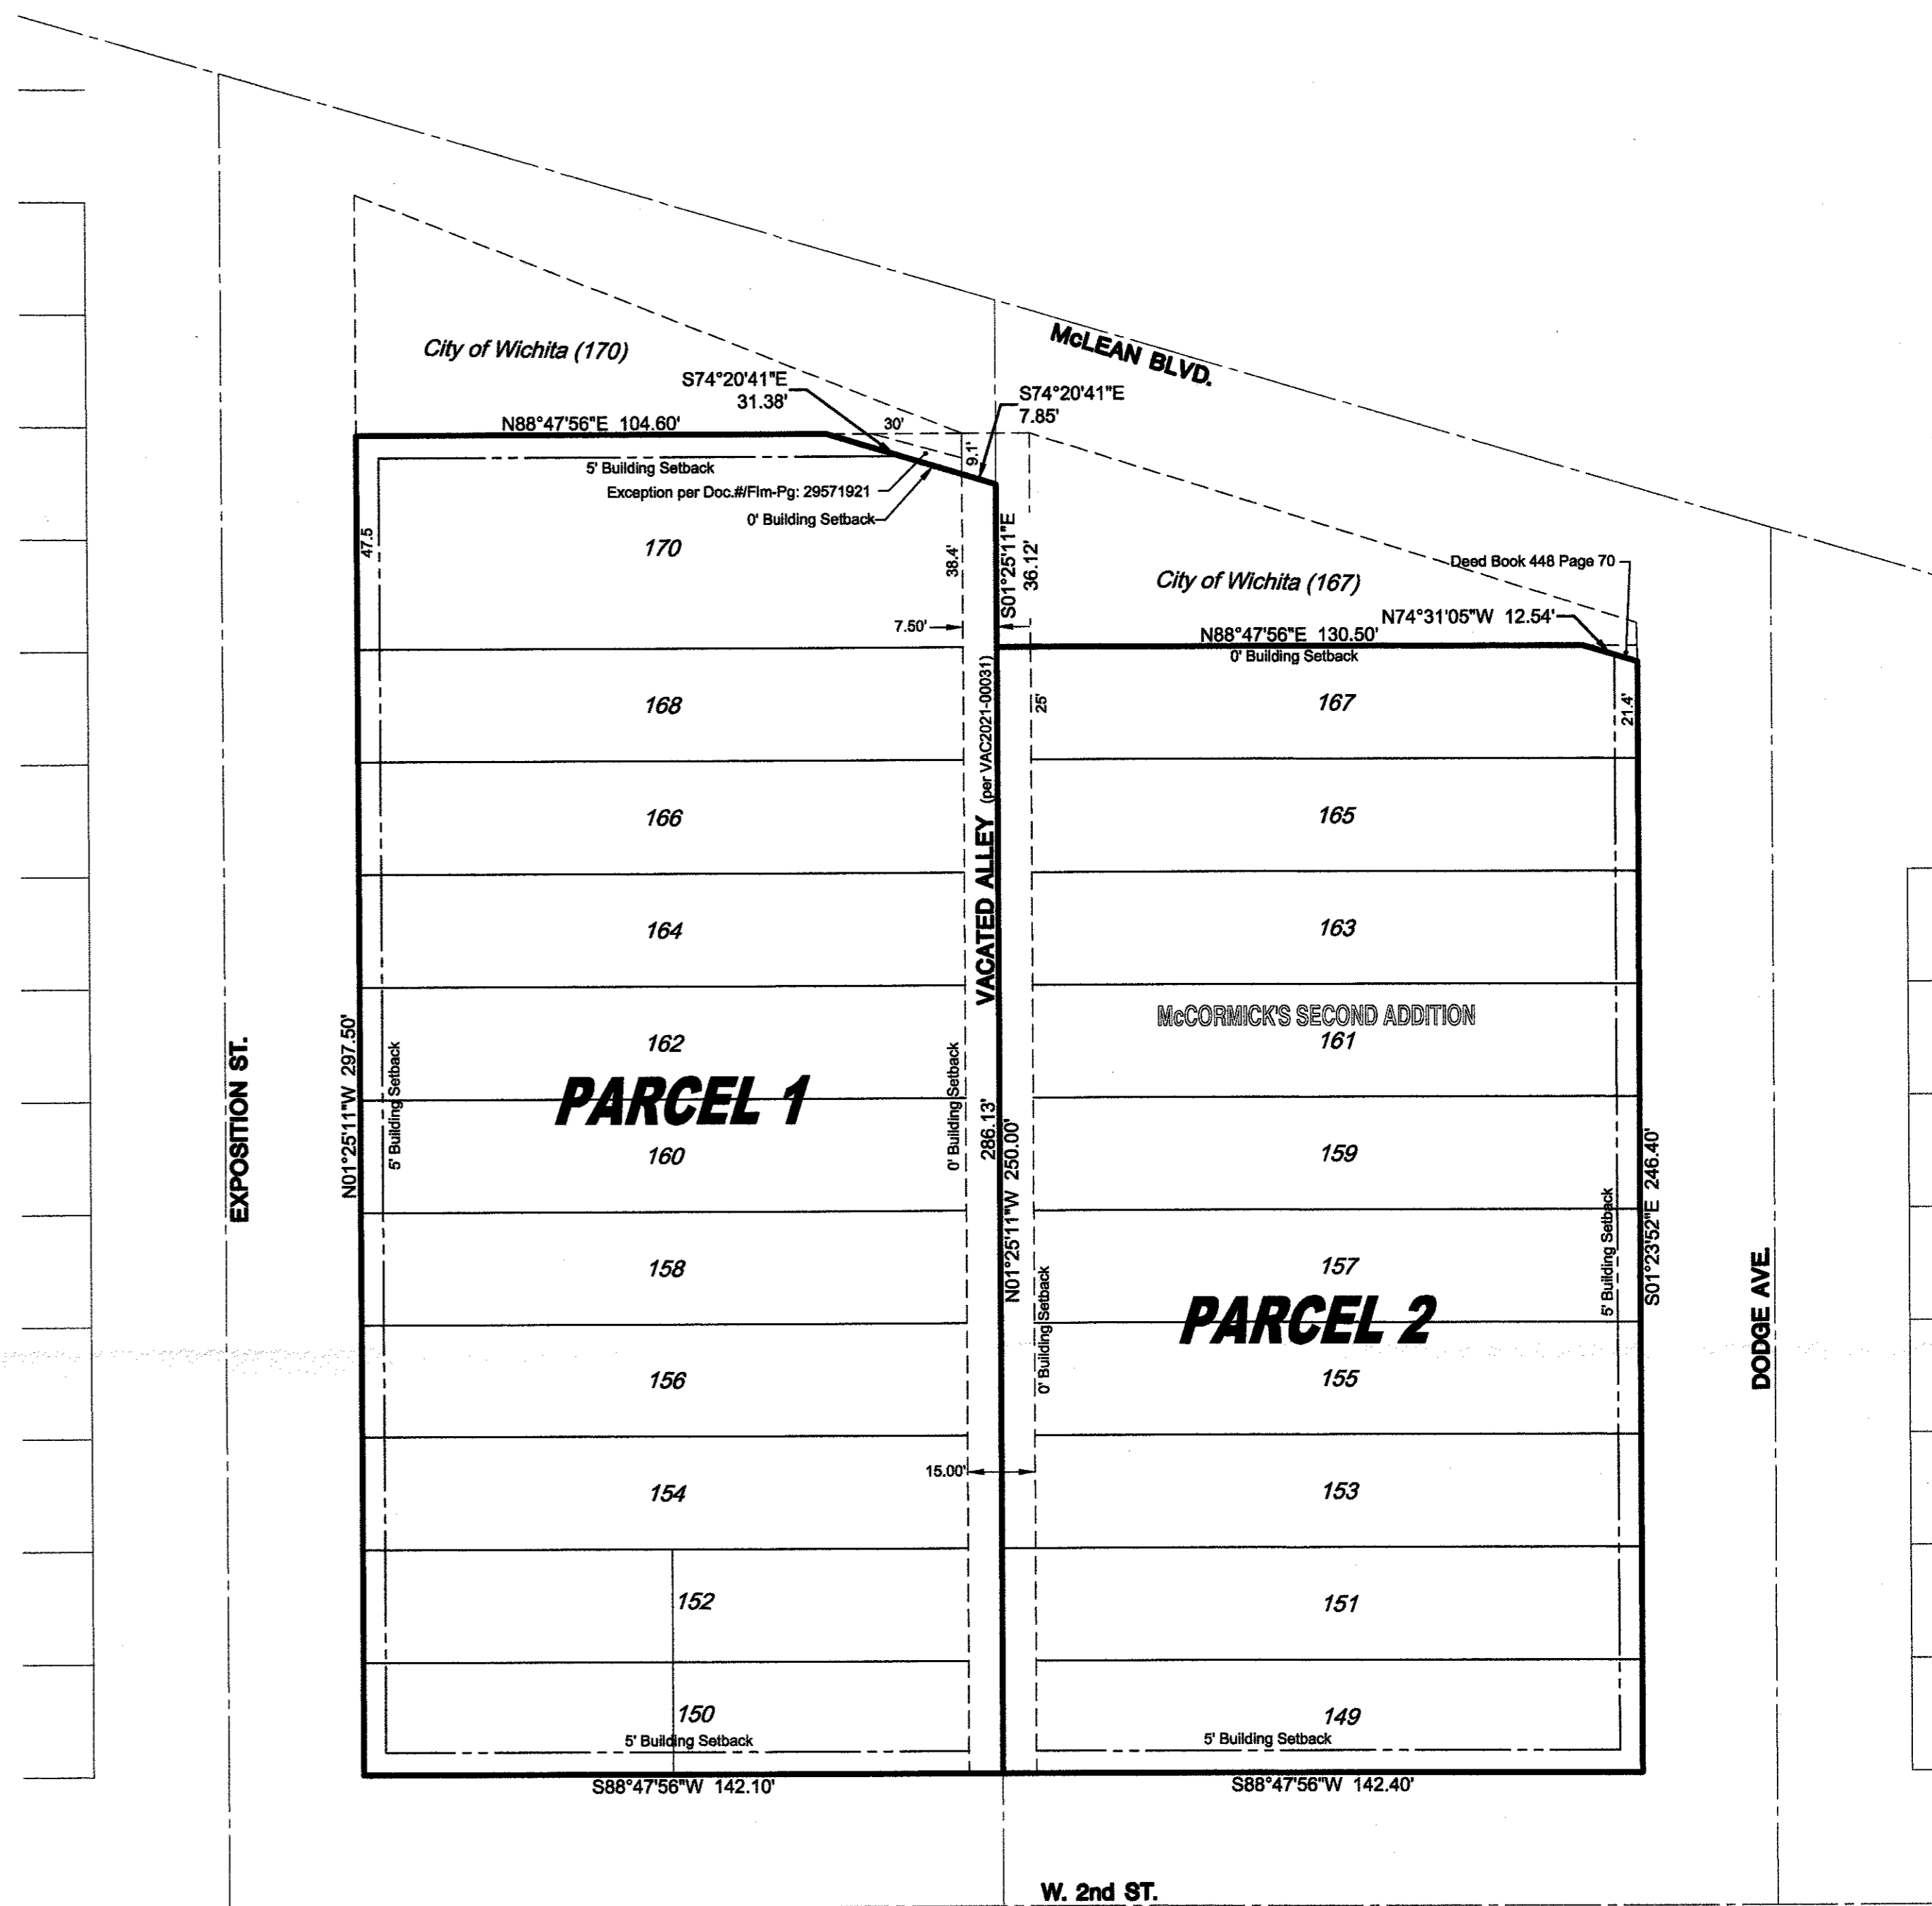 City of Wichita (170)
McLEAN BLVD.
S74°20'41"E
31.38'
S74°20'41"E
7.85'
N88°47'56"E 104.60'
30'
9.1'
5' Building Setback
Exception per Doc.#/Flm-Pg: 29571921
0' Building Setback
47.5
170
38.4'
S01°25'11"E
36.12'
Deed Book 448 Page 70
City of Wichita (167)
N74°31'05"W 12.54'
7.50'
N88°47'56"E 130.50'
0' Building Setback
168
25'
167
21.4'
166
165
VACATED ALLEY (per VAC2021-00031)
164
163
McCORMICK'S SECOND ADDITION
162
161
EXPOSITION ST.
N01°25'11"W 297.50'
5' Building Setback
PARCEL 1
0' Building Setback
286.13'
N01°25'11"W 250.00'
160
159
5' Building Setback
S01°23'52"E 246.40'
158
157
0' Building Setback
PARCEL 2
DODGE AVE.
156
155
15.00'
154
153
152
151
150
149
5' Building Setback
5' Building Setback
S88°47'56"W 142.10'
S88°47'56"W 142.40'
W. 2nd ST.